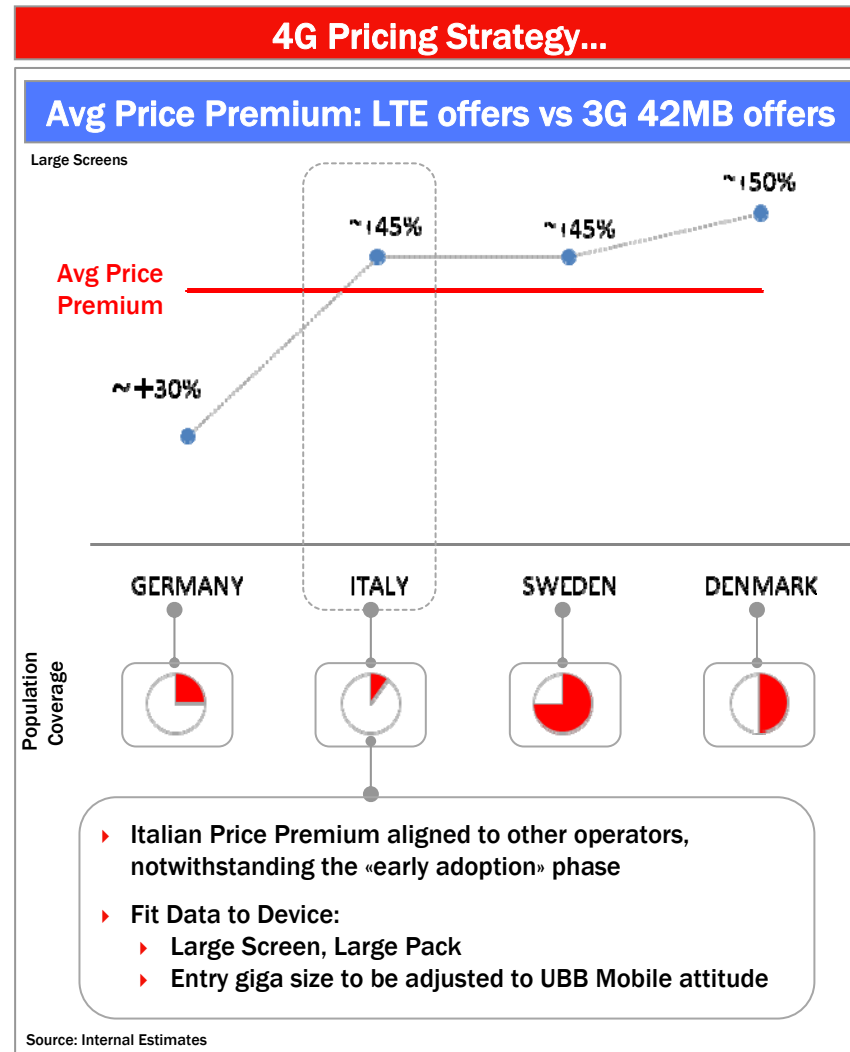 4G Pricing Strategy...
Avg Price Premium: LTE offers vs 3G 42MB offers
Large Screens
~+50%
~+45%
~+45%
Avg Price
Premium
~+30%
GERMANY
ITALY
SWEDEN
DENMARK
Population
Coverage
Italian Price Premium aligned to other operators,
notwithstanding the «early adoption» phase
Fit Data to Device:
Large Screen, Large Pack
Entry giga size to be adjusted to UBB Mobile attitude
Source: Internal Estimates